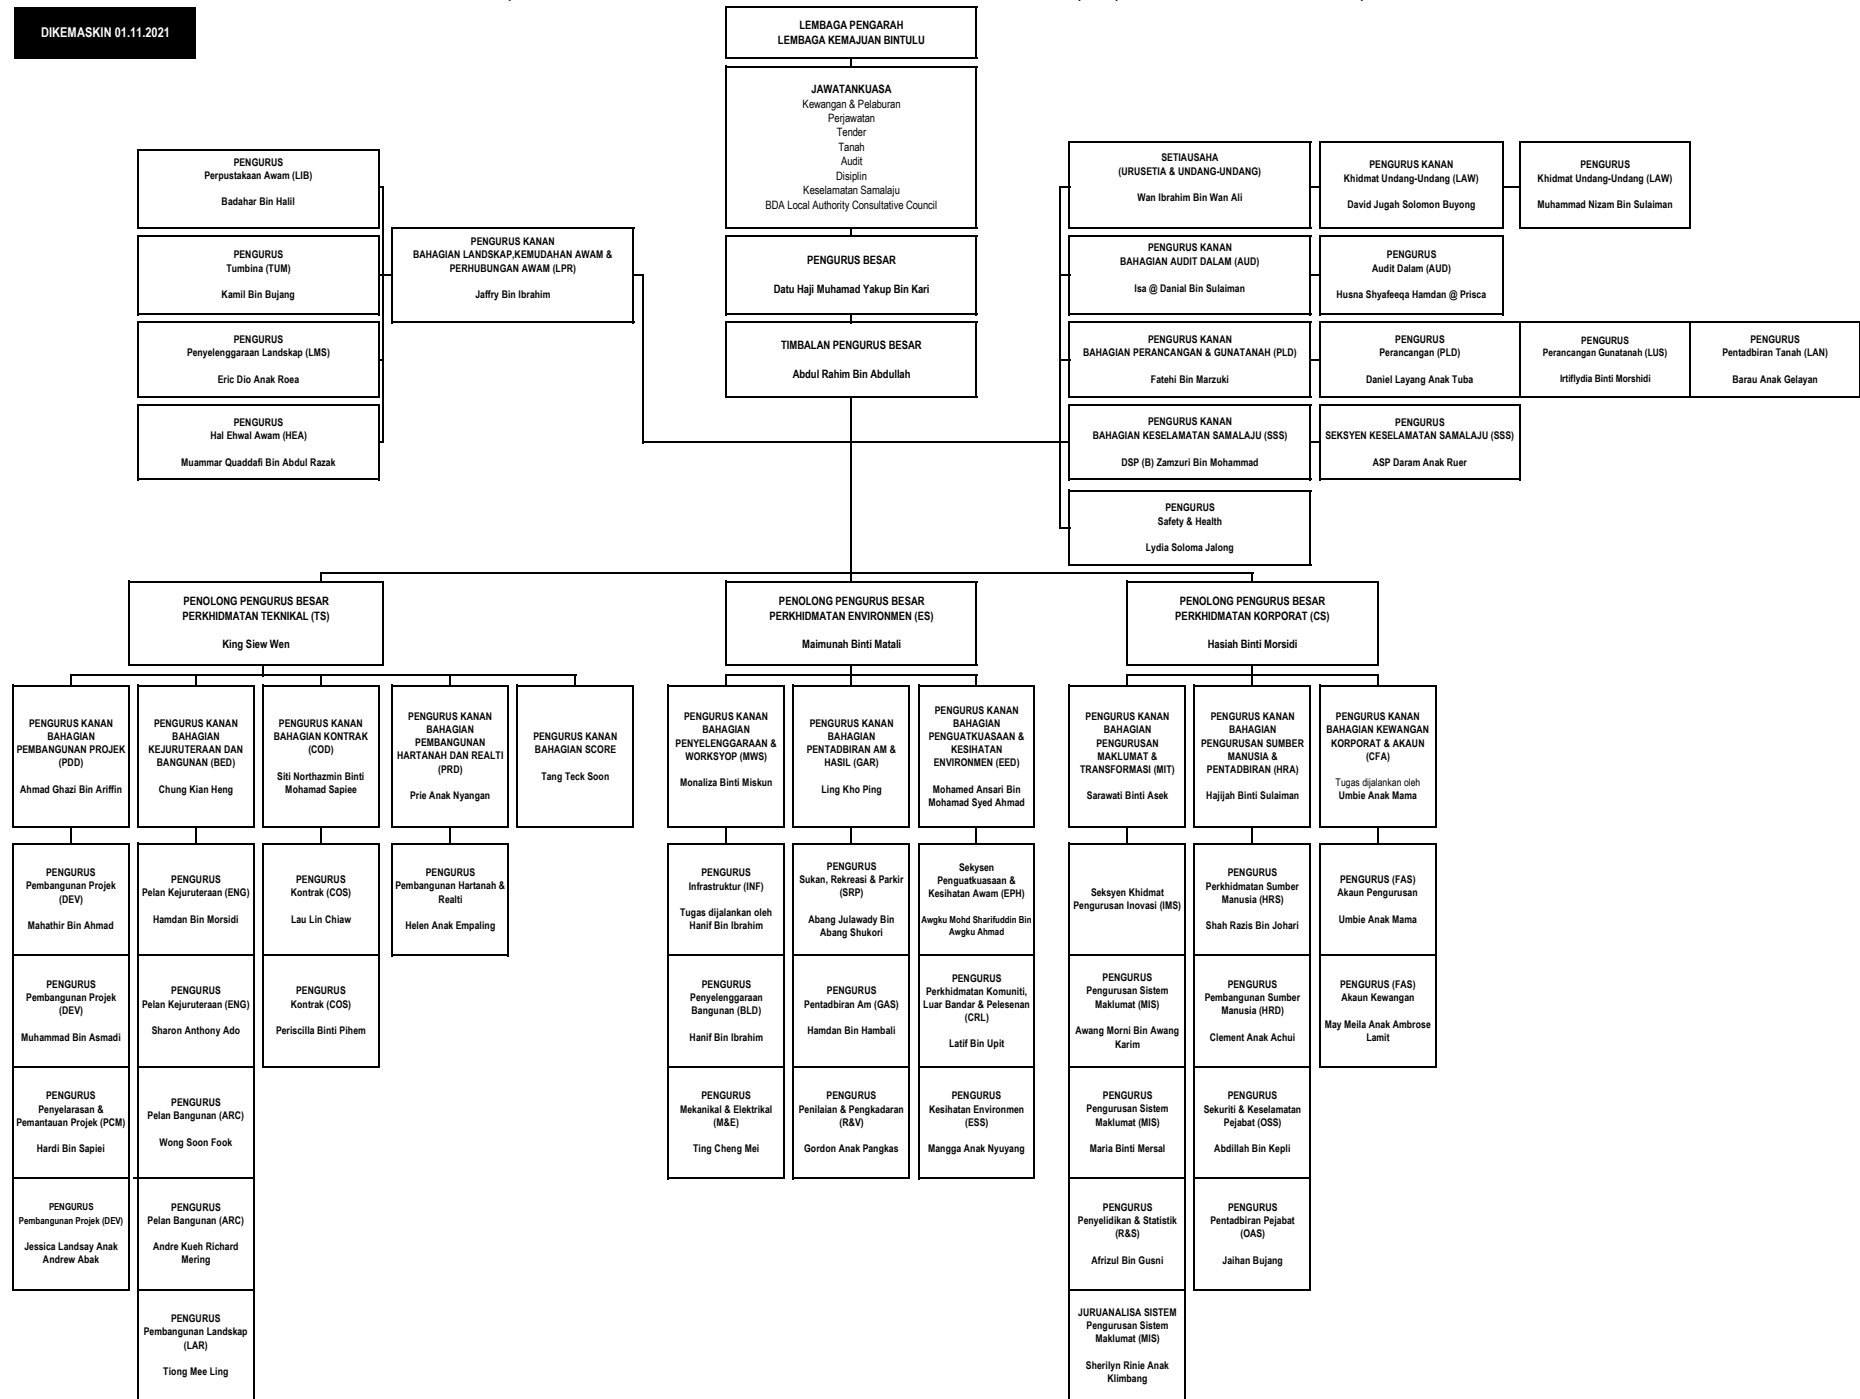 DIKEMASKIN 01.11.2021
LEMBAGA PENGARAH
LEMBAGA KEMAJUAN BINTULU
JAWATANKUASA
Kewangan & Pelaburan
Perjawatan
Tender
Tanah
Audit
Disiplin
Keselamatan Samalaju
BDA Local Authority Consultative Council
PENGURUS BESAR
Datu Haji Muhamad Yakup Bin Kari
TIMBALAN PENGURUS BESAR
Abdul Rahim Bin Abdullah
PENGURUS
Perpustakaan Awam (LIB)
Badahar Bin Halil
PENGURUS
Tumbina (TUM)
Kamil Bin Bujang
PENGURUS
Penyelenggaraan Landskap (LMS)
Eric Dio Anak Roea
PENGURUS
Hal Ehwal Awam (HEA)
Muammar Quaddafi Bin Abdul Razak
PENGURUS KANAN
BAHAGIAN LANDSKAP,KEMUDAHAN AWAM &
PERHUBUNGAN AWAM (LPR)
Jaffry Bin Ibrahim
SETIAUSAHA
(URUSETIA & UNDANG-UNDANG)
Wan Ibrahim Bin Wan Ali
PENGURUS KANAN
Khidmat Undang-Undang (LAW)
David Jugah Solomon Buyong
PENGURUS
Khidmat Undang-Undang (LAW)
Muhammad Nizam Bin Sulaiman
PENGURUS KANAN
BAHAGIAN AUDIT DALAM (AUD)
Isa @ Danial Bin Sulaiman
PENGURUS
Audit Dalam (AUD)
Husna Shyafeeqa Hamdan @ Prisca
PENGURUS KANAN
BAHAGIAN PERANCANGAN & GUNATANAH (PLD)
Fatehi Bin Marzuki
PENGURUS
Perancangan (PLD)
Daniel Layang Anak Tuba
PENGURUS
Perancangan Gunatanah (LUS)
Irtiflydia Binti Morshidi
PENGURUS
Pentadbiran Tanah (LAN)
Barau Anak Gelayan
PENGURUS KANAN
BAHAGIAN KESELAMATAN SAMALAJU (SSS)
DSP (B) Zamzuri Bin Mohammad
PENGURUS
SEKSYEN KESELAMATAN SAMALAJU (SSS)
ASP Daram Anak Ruer
PENGURUS
Safety & Health
Lydia Soloma Jalong
PENOLONG PENGURUS BESAR
PERKHIDMATAN TEKNIKAL (TS)
King Siew Wen
PENOLONG PENGURUS BESAR
PERKHIDMATAN ENVIRONMEN (ES)
Maimunah Binti Matali
PENOLONG PENGURUS BESAR
PERKHIDMATAN KORPORAT (CS)
Hasiah Binti Morsidi
PENGURUS KANAN
BAHAGIAN
PEMBANGUNAN PROJEK
(PDD)
Ahmad Ghazi Bin Ariffin
PENGURUS KANAN
BAHAGIAN
KEJURUTERAAN DAN
BANGUNAN (BED)
Chung Kian Heng
PENGURUS KANAN
BAHAGIAN KONTRAK
(COD)
Siti Northazmin Binti
Mohamad Sapiee
PENGURUS KANAN
BAHAGIAN
PEMBANGUNAN
HARTANAH DAN REALTI
(PRD)
Prie Anak Nyangan
PENGURUS KANAN
BAHAGIAN SCORE
Tang Teck Soon
PENGURUS KANAN
BAHAGIAN
PENYELENGGARAAN &
WORKSYOP (MWS)
Monaliza Binti Miskun
PENGURUS KANAN
BAHAGIAN
PENTADBIRAN AM &
HASIL (GAR)
Ling Kho Ping
PENGURUS KANAN
BAHAGIAN
PENGUATKUASAAN &
KESIHATAN
ENVIRONMEN (EED)
Mohamed Ansari Bin
Mohamad Syed Ahmad
PENGURUS KANAN
BAHAGIAN
PENGURUSAN
MAKLUMAT &
TRANSFORMASI (MIT)
Sarawati Binti Asek
PENGURUS KANAN
BAHAGIAN
PENGURUSAN SUMBER
MANUSIA &
PENTADBIRAN (HRA)
Hajijah Binti Sulaiman
PENGURUS KANAN
BAHAGIAN KEWANGAN
KORPORAT & AKAUN
(CFA)
Tugas dijalankan oleh
Umbie Anak Mama
PENGURUS
Pembangunan Projek
(DEV)
Mahathir Bin Ahmad
PENGURUS
Pembangunan Projek
(DEV)
Muhammad Bin Asmadi
PENGURUS
Penyelarasan &
Pemantauan Projek (PCM)
Hardi Bin Sapiei
PENGURUS
Pembangunan Projek (DEV)
Jessica Landsay Anak
Andrew Abak
PENGURUS
Pelan Kejuruteraan (ENG)
Hamdan Bin Morsidi
PENGURUS
Pelan Kejuruteraan (ENG)
Sharon Anthony Ado
PENGURUS
Pelan Bangunan (ARC)
Wong Soon Fook
PENGURUS
Pelan Bangunan (ARC)
Andre Kueh Richard
Mering
PENGURUS
Pembangunan Landskap
(LAR)
Tiong Mee Ling
PENGURUS
Kontrak (COS)
Lau Lin Chiaw
PENGURUS
Kontrak (COS)
Periscilla Binti Pihem
PENGURUS
Pembangunan Hartanah &
Realti
Helen Anak Empaling
PENGURUS
Infrastruktur (INF)
Tugas dijalankan oleh
Hanif Bin Ibrahim
PENGURUS
Penyelenggaraan
Bangunan (BLD)
Hanif Bin Ibrahim
PENGURUS
Mekanikal & Elektrikal
(M&E)
Ting Cheng Mei
PENGURUS
Sukan, Rekreasi & Parkir
(SRP)
Abang Julawady Bin
Abang Shukori
PENGURUS
Pentadbiran Am (GAS)
Hamdan Bin Hambali
PENGURUS
Penilaian & Pengkadaran
(R&V)
Gordon Anak Pangkas
Sekysen
Penguatkuasaan &
Kesihatan Awam (EPH)
Awgku Mohd Sharifuddin Bin
Awgku Ahmad
PENGURUS
Perkhidmatan Komuniti,
Luar Bandar & Pelesenan
(CRL)
Latif Bin Upit
PENGURUS
Kesihatan Environmen
(ESS)
Mangga Anak Nyuyang
Seksyen Khidmat
Pengurusan Inovasi (IMS)
PENGURUS
Pengurusan Sistem
Maklumat (MIS)
Awang Morni Bin Awang
Karim
PENGURUS
Pengurusan Sistem
Maklumat (MIS)
Maria Binti Mersal
PENGURUS
Penyelidikan & Statistik
(R&S)
Afrizul Bin Gusni
JURUANALISA SISTEM
Pengurusan Sistem
Maklumat (MIS)
Sherilyn Rinie Anak
Klimbang
PENGURUS
Perkhidmatan Sumber
Manusia (HRS)
Shah Razis Bin Johari
PENGURUS
Pembangunan Sumber
Manusia (HRD)
Clement Anak Achui
PENGURUS
Sekuriti & Keselamatan
Pejabat (OSS)
Abdillah Bin Kepli
PENGURUS
Pentadbiran Pejabat
(OAS)
Jaihan Bujang
PENGURUS (FAS)
Akaun Pengurusan
Umbie Anak Mama
PENGURUS (FAS)
Akaun Kewangan
May Meila Anak Ambrose
Lamit